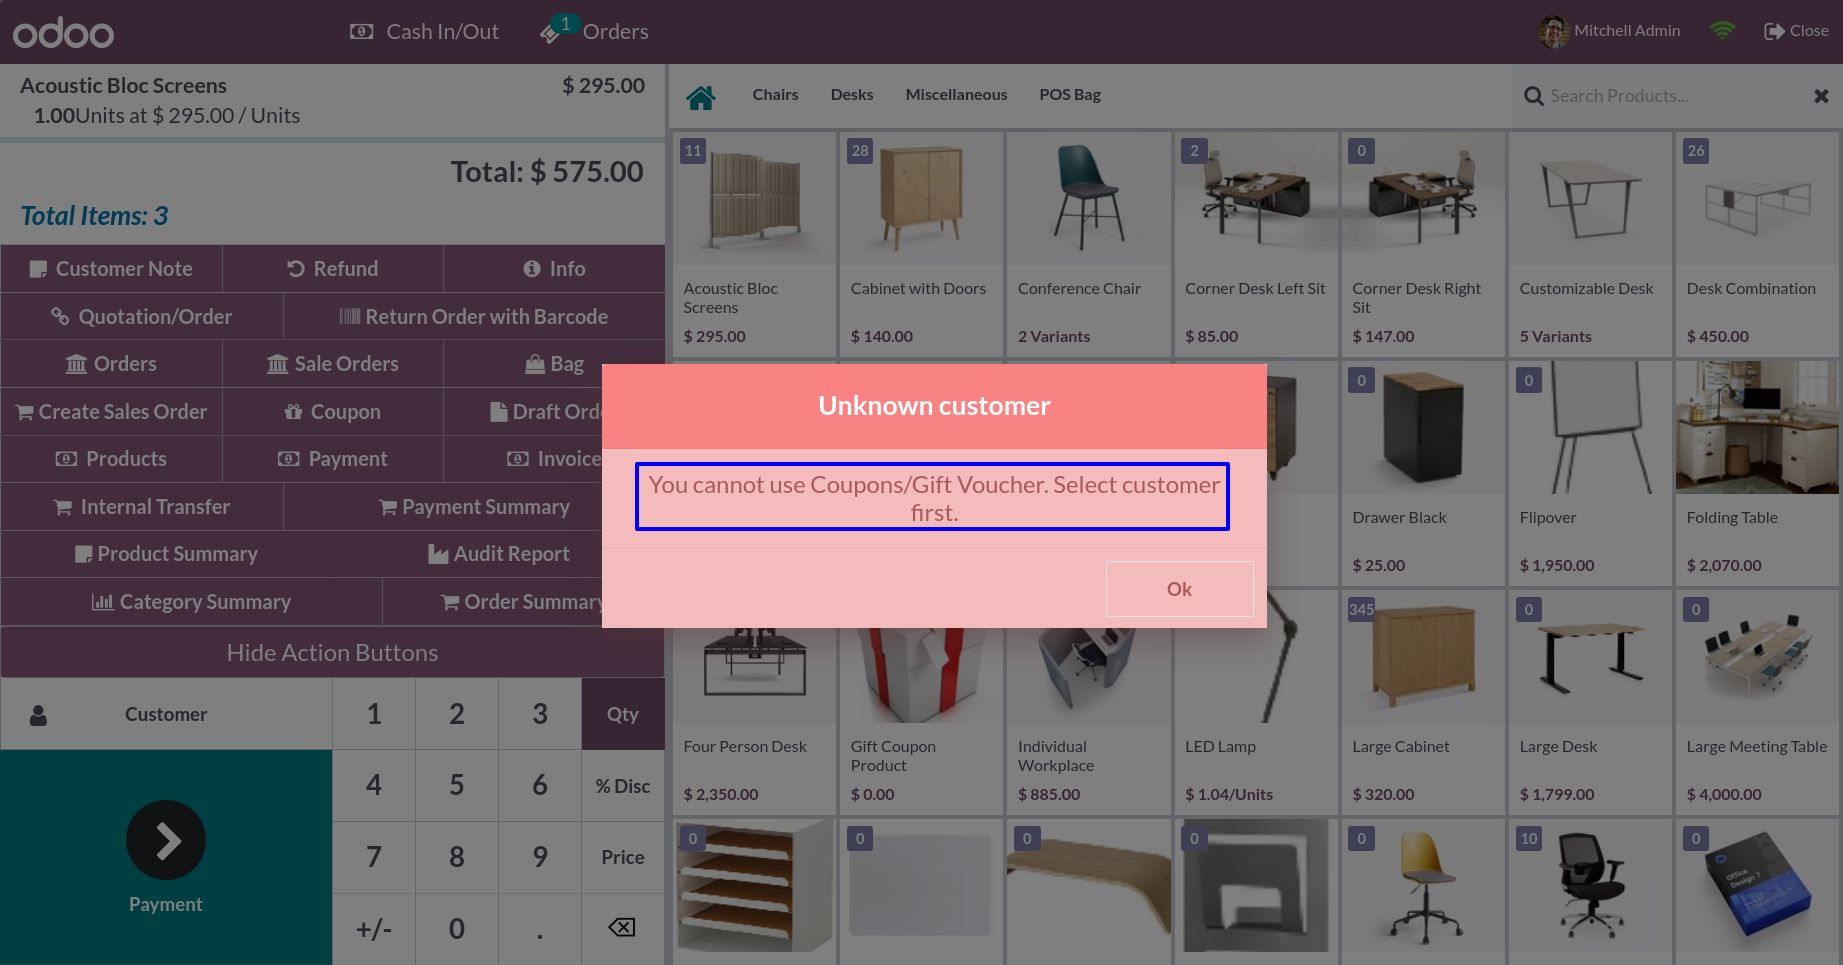 odoo
Cash In/Out
1
Orders
Mitchell Admin
Close
Acoustic Bloc Screens
$ 295.00
1.00Units at $ 295.00 / Units
Total: $ 575.00
Total Items: 3
Customer Note
Refund
Info
Quotation/Order
Return Order with Barcode
Orders
Sale Orders
Bag
Create Sales Order
Coupon
Draft Ord
Products
Payment
Invoice
Internal Transfer
Payment Summary
Product Summary
Audit Report
Category Summary
Order Summary
Hide Action Buttons
Customer
1
2
3
Qty
4
5
6
% Disc
7
8
9
Price
+/-
0
.
Payment
Chairs
Desks
Miscellaneous
POS Bag
Search Products...
11
28
2
0
26
Acoustic Bloc
Screens
$ 295.00
Cabinet with Doors
$ 140.00
Conference Chair
2 Variants
Corner Desk Left Sit
$ 85.00
Corner Desk Right
Sit
$ 147.00
Customizable Desk
5 Variants
Desk Combination
$ 450.00
Unknown customer
You cannot use Coupons/Gift Voucher. Select customer
first.
Ok
0
0
Drawer Black
$ 25.00
Flipover
$ 1,950.00
Folding Table
$ 2,070.00
345
0
0
Four Person Desk
$ 2,350.00
Gift Coupon
Product
$ 0.00
Individual
Workplace
$ 885.00
LED Lamp
$ 1.04/Units
Large Cabinet
$ 320.00
Large Desk
$ 1,799.00
Large Meeting Table
$ 4,000.00
0
0
0
0
0
10
0
Office
Design 7